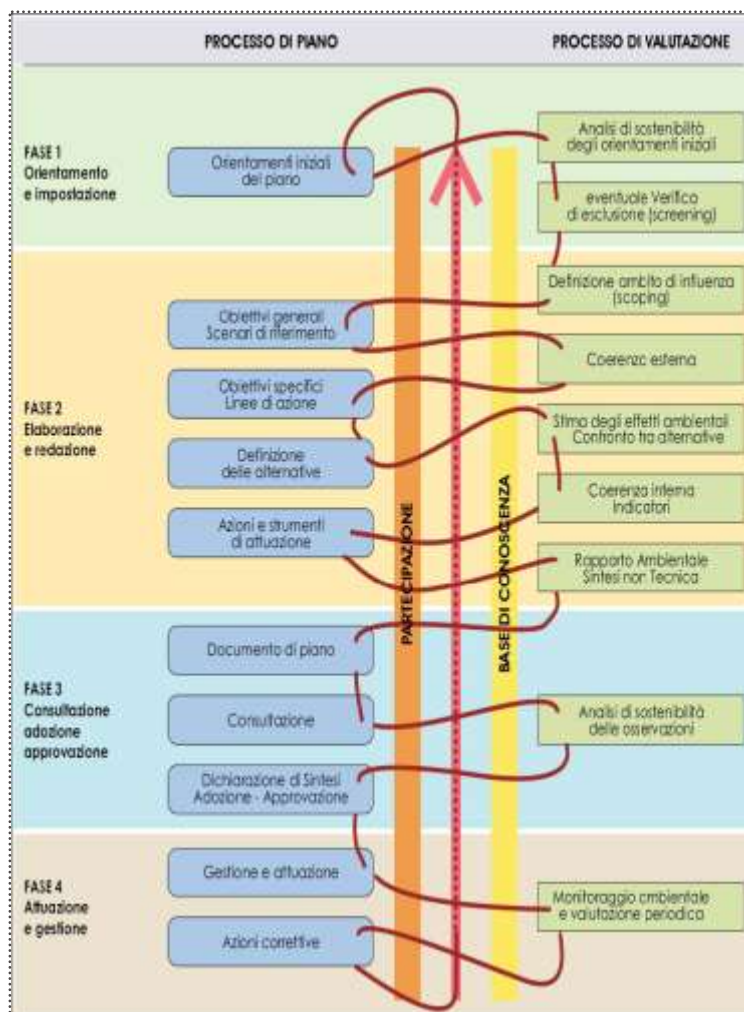 PROCESSO DI PIANO
PROCESSO DI VALUTAZIONE
FASE 1
Orientamento
e impostazione
Orientamenti iniziali
del piano
Analisi di sostenibilità
degli orientamenti iniziali
eventuale Verifica
di esclusione (screening)
FASE 2
Elaborazione
e redazione
Obiettivi generali
Scenari di riferimento
Obiettivi specifici
Linee di azione
Definizione
delle alternative
Azioni e strumenti
di attuazione
Definizione ambito di influenza
(scoping)
Coerenza esterna
Stima degli effetti ambientali
Confronto tra alternative
Coerenza interna
Indicatori
Rapporto Ambientale
Sintesi non Tecnica
PARTECIPAZIONE
BASE DI CONOSCENZA
FASE 3
Consultazione
adozione
approvazione
Documento di piano
Consultazione
Dichiarazione di Sintesi
Adozione - Approvazione
Analisi di sostenibilità
delle osservazioni
FASE 4
Attuazione
e gestione
Gestione e attuazione
Azioni correttive
Monitoraggio ambientale
e valutazione periodica